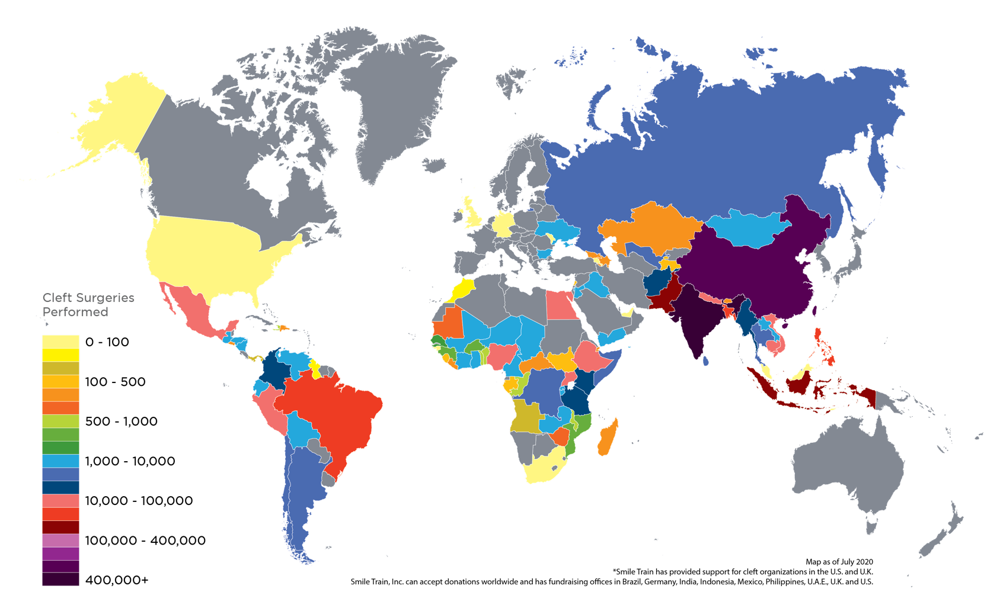 Cleft Surgeries
Performed
0 - 100
100 - 500
500 - 1,000
1,000 - 10,000
10,000 - 100,000
100,000 - 400,000
400,000+
Map as of July 2020
*Smile Train has provided support for cleft organizations in the U.S. and U.K.
Smile Train, Inc. can accept donations worldwide and has fundraising offices in Brazil, Germany, India, Indonesia, Mexico, Philippines, U.A.E., U.K. and U.S.